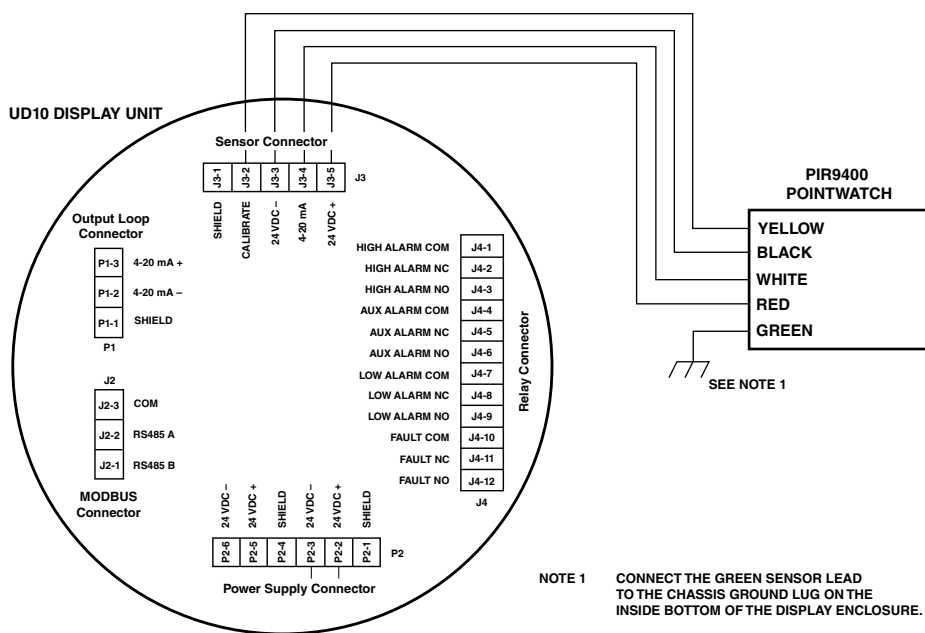 UD10 DISPLAY UNIT
Sensor Connector
J3-1 J3-2 J3-3 J3-4 J3-5
J3
SHIELD
CALIBRATE
24 VDC –
4-20 mA
24 VDC +
Output Loop
Connector
P1-3 4-20 mA +
P1-2 4-20 mA –
P1-1 SHIELD
P1
J2
J2-3 COM
J2-2 RS485 A
J2-1 RS485 B
MODBUS
Connector
HIGH ALARM COM J4-1
HIGH ALARM NC J4-2
HIGH ALARM NO J4-3
AUX ALARM COM J4-4
AUX ALARM NC J4-5
AUX ALARM NO J4-6
LOW ALARM COM J4-7
LOW ALARM NC J4-8
LOW ALARM NO J4-9
FAULT COM J4-10
FAULT NC J4-11
FAULT NO J4-12
J4
Relay Connector
24 VDC –
24 VDC +
SHIELD
24 VDC –
24 VDC +
SHIELD
P2-6 P2-5 P2-4 P2-3 P2-2 P2-1
P2
Power Supply Connector
PIR9400
POINTWATCH
YELLOW
BLACK
WHITE
RED
GREEN
SEE NOTE 1
NOTE 1 CONNECT THE GREEN SENSOR LEAD
TO THE CHASSIS GROUND LUG ON THE
INSIDE BOTTOM OF THE DISPLAY ENCLOSURE.